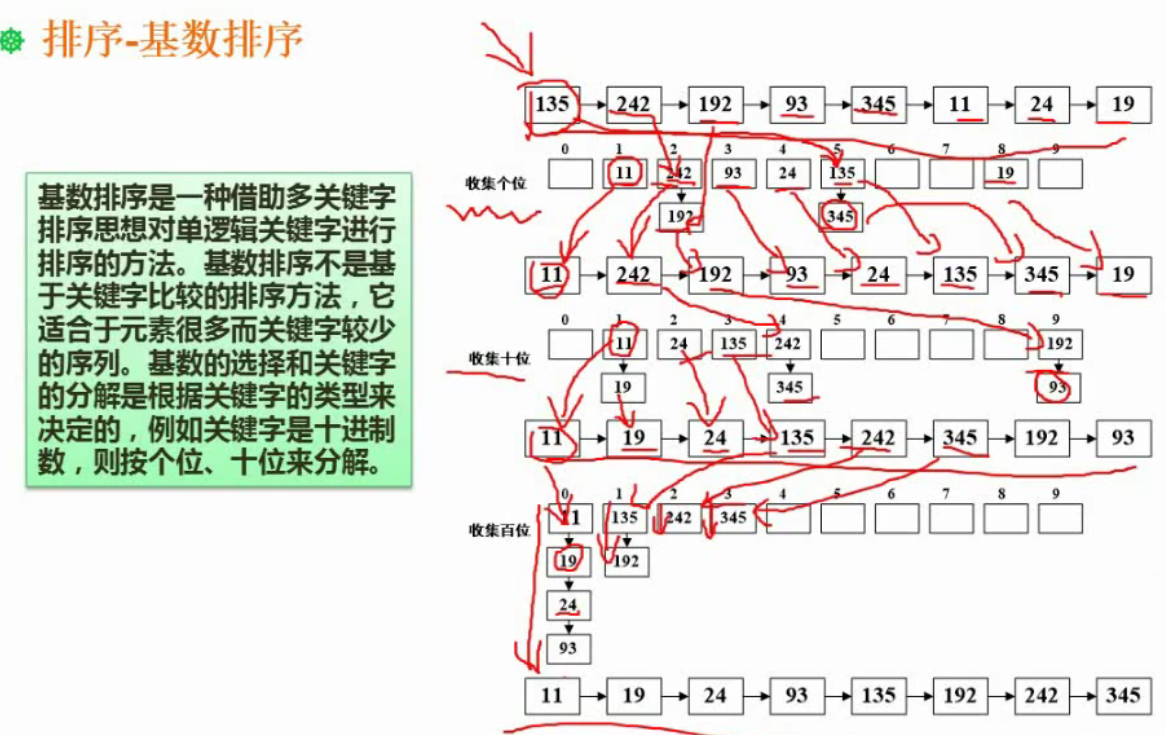 排序-基数排序
基数排序是一种借助多关键字
排序思想对单逻辑关键字进行
排序的方法。基数排序不是基
于关键字比较的排序方法，它
适合于元素很多而关键字较少
的序列。基数的选择和关键字
的分解是根据关键字的类型来
决定的，例如关键字是十进制
数，则按个位、十位来分解。
135 242 192 93 345 11 24 19
0 1 2 3 4 5 6 7 8 9
收集个位 11 242 93 24 135 19
192 345
11 242 192 93 24 135 345 19
0 1 2 3 4 5 6 7 8 9
收集十位 11 24 135 242 192
19 345 93
11 19 24 135 242 345 192 93
0 1 2 3 4 5 6 7 8 9
收集百位 11 135 242 345
19 192
24
93
11 19 24 93 135 192 242 345